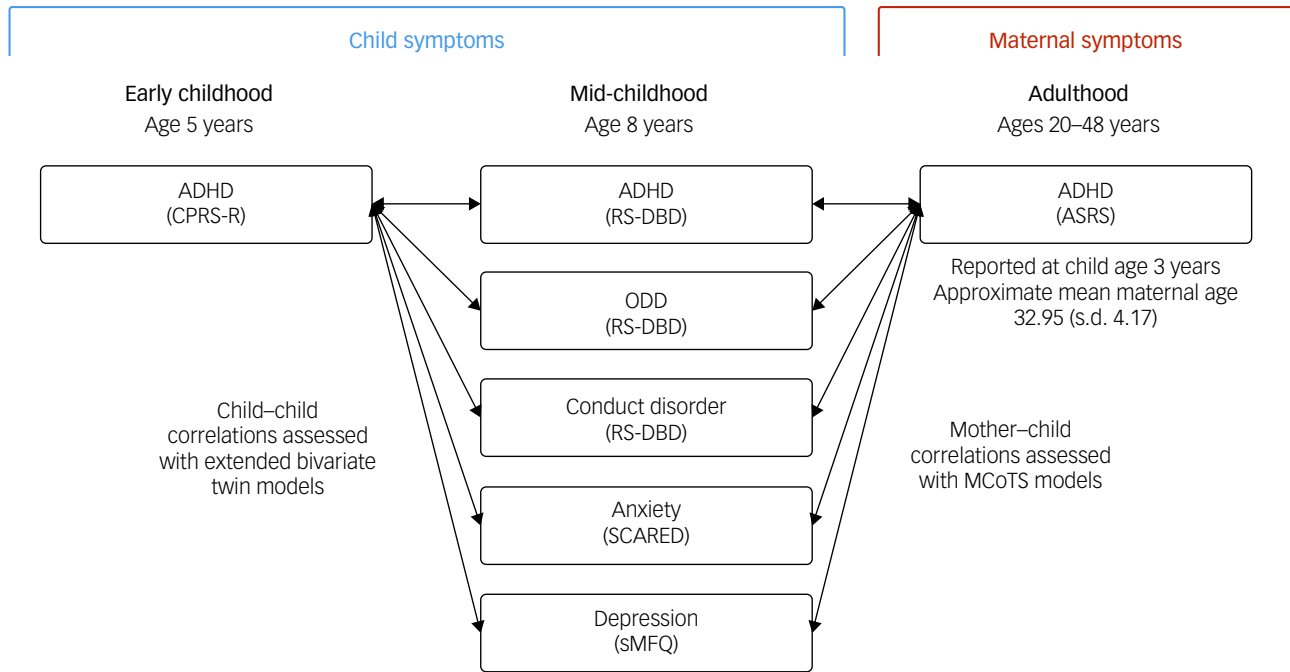 Child symptoms
Maternal symptoms
Early childhood
Age 5 years
Mid-childhood
Age 8 years
Adulthood
Ages 20–48 years
ADHD
(CPRS-R)
ADHD
(RS-DBD)
ADHD
(ASRS)
Reported at child age 3 years
Approximate mean maternal age
32.95 (s.d. 4.17)
ODD
(RS-DBD)
Conduct disorder
(RS-DBD)
Child–child
correlations assessed
with extended bivariate
twin models
Mother–child
correlations assessed
with MCoTS models
Anxiety
(SCARED)
Depression
(sMFQ)